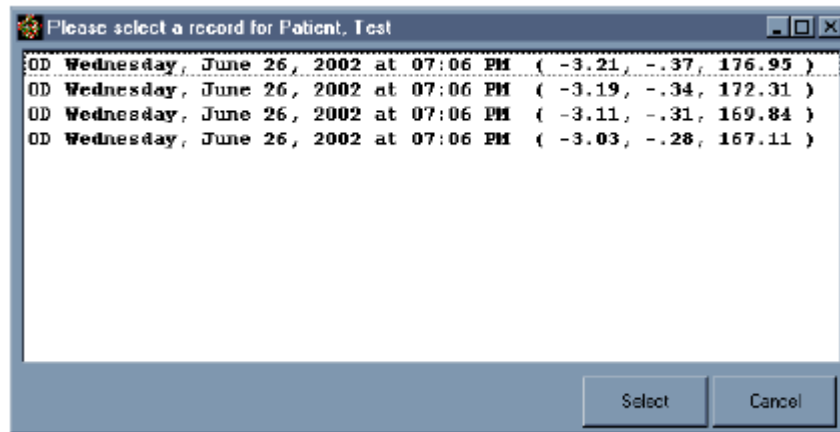 Please select a record for Patient, Test
OD Wednesday, June 26, 2002 at 07:06 PM ( -3.21, -.37, 176.95 )
OD Wednesday, June 26, 2002 at 07:06 PM ( -3.19, -.34, 172.31 )
OD Wednesday, June 26, 2002 at 07:06 PM ( -3.11, -.31, 169.84 )
OD Wednesday, June 26, 2002 at 07:06 PM ( -3.03, -.28, 167.11 )
Select Cancel